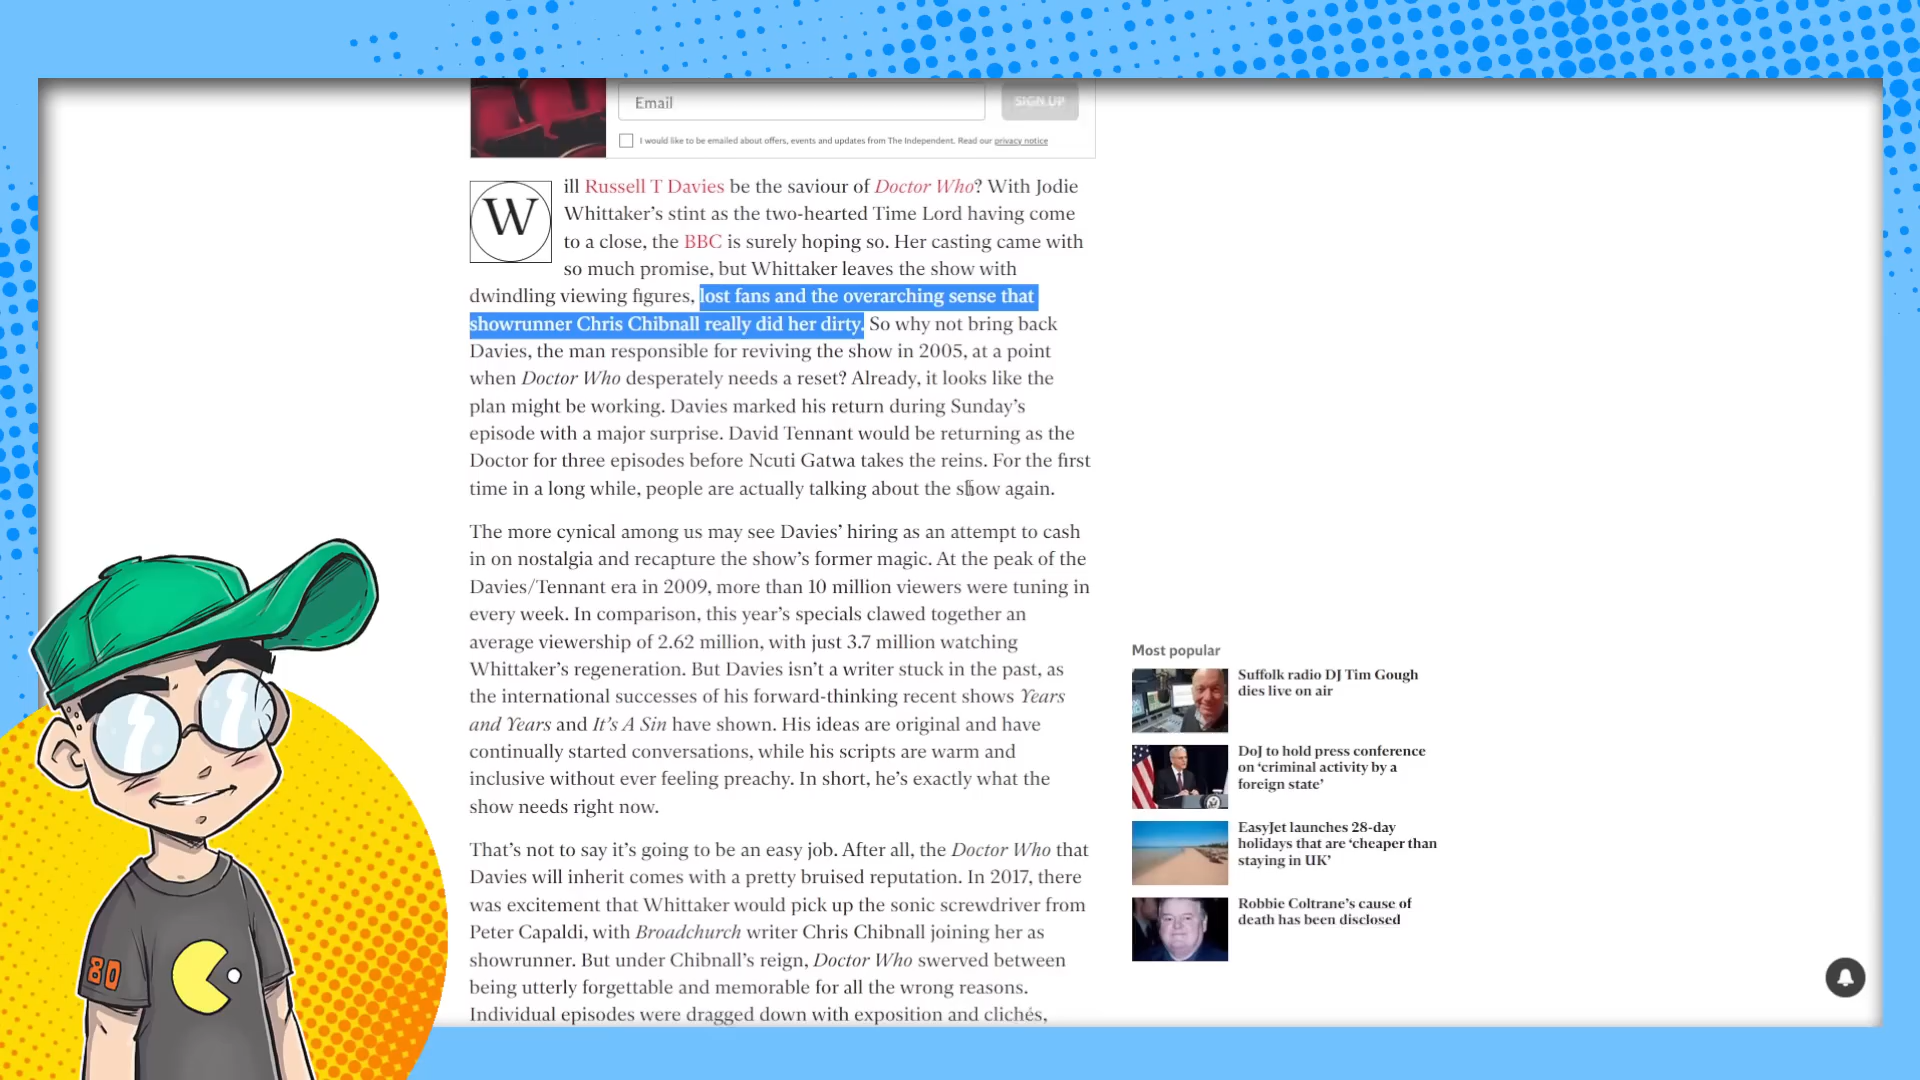 Email
SIGN UP
I would like to be emailed about offers, events and updates from The Independent. Read our privacy notice
W
ill Russell T Davies be the saviour of Doctor Who? With Jodie
Whittaker’s stint as the two-hearted Time Lord having come
to a close, the BBC is surely hoping so. Her casting came with
so much promise, but Whittaker leaves the show with
dwindling viewing figures, lost fans and the overarching sense that
showrunner Chris Chibnall really did her dirty. So why not bring back
Davies, the man responsible for reviving the show in 2005, at a point
when Doctor Who desperately needs a reset? Already, it looks like the
plan might be working. Davies marked his return during Sunday’s
episode with a major surprise. David Tennant would be returning as the
Doctor for three episodes before Ncuti Gatwa takes the reins. For the first
time in a long while, people are actually talking about the show again.
The more cynical among us may see Davies’ hiring as an attempt to cash
in on nostalgia and recapture the show’s former magic. At the peak of the
Davies/Tennant era in 2009, more than 10 million viewers were tuning in
every week. In comparison, this year’s specials clawed together an
average viewership of 2.62 million, with just 3.7 million watching
Whittaker’s regeneration. But Davies isn’t a writer stuck in the past, as
the international successes of his forward-thinking recent shows Years
and Years and It’s A Sin have shown. His ideas are original and have
continually started conversations, while his scripts are warm and
inclusive without ever feeling preachy. In short, he’s exactly what the
show needs right now.
That’s not to say it’s going to be an easy job. After all, the Doctor Who that
Davies will inherit comes with a pretty bruised reputation. In 2017, there
was excitement that Whittaker would pick up the sonic screwdriver from
Peter Capaldi, with Broadchurch writer Chris Chibnall joining her as
showrunner. But under Chibnall’s reign, Doctor Who swerved between
being utterly forgettable and memorable for all the wrong reasons.
Individual episodes were dragged down with exposition and clichés,
Most popular
Suffolk radio DJ Tim Gough
dies live on air
DoJ to hold press conference
on ‘criminal activity by a
foreign state’
EasyJet launches 28-day
holidays that are ‘cheaper than
staying in UK’
Robbie Coltrane’s cause of
death has been disclosed
80